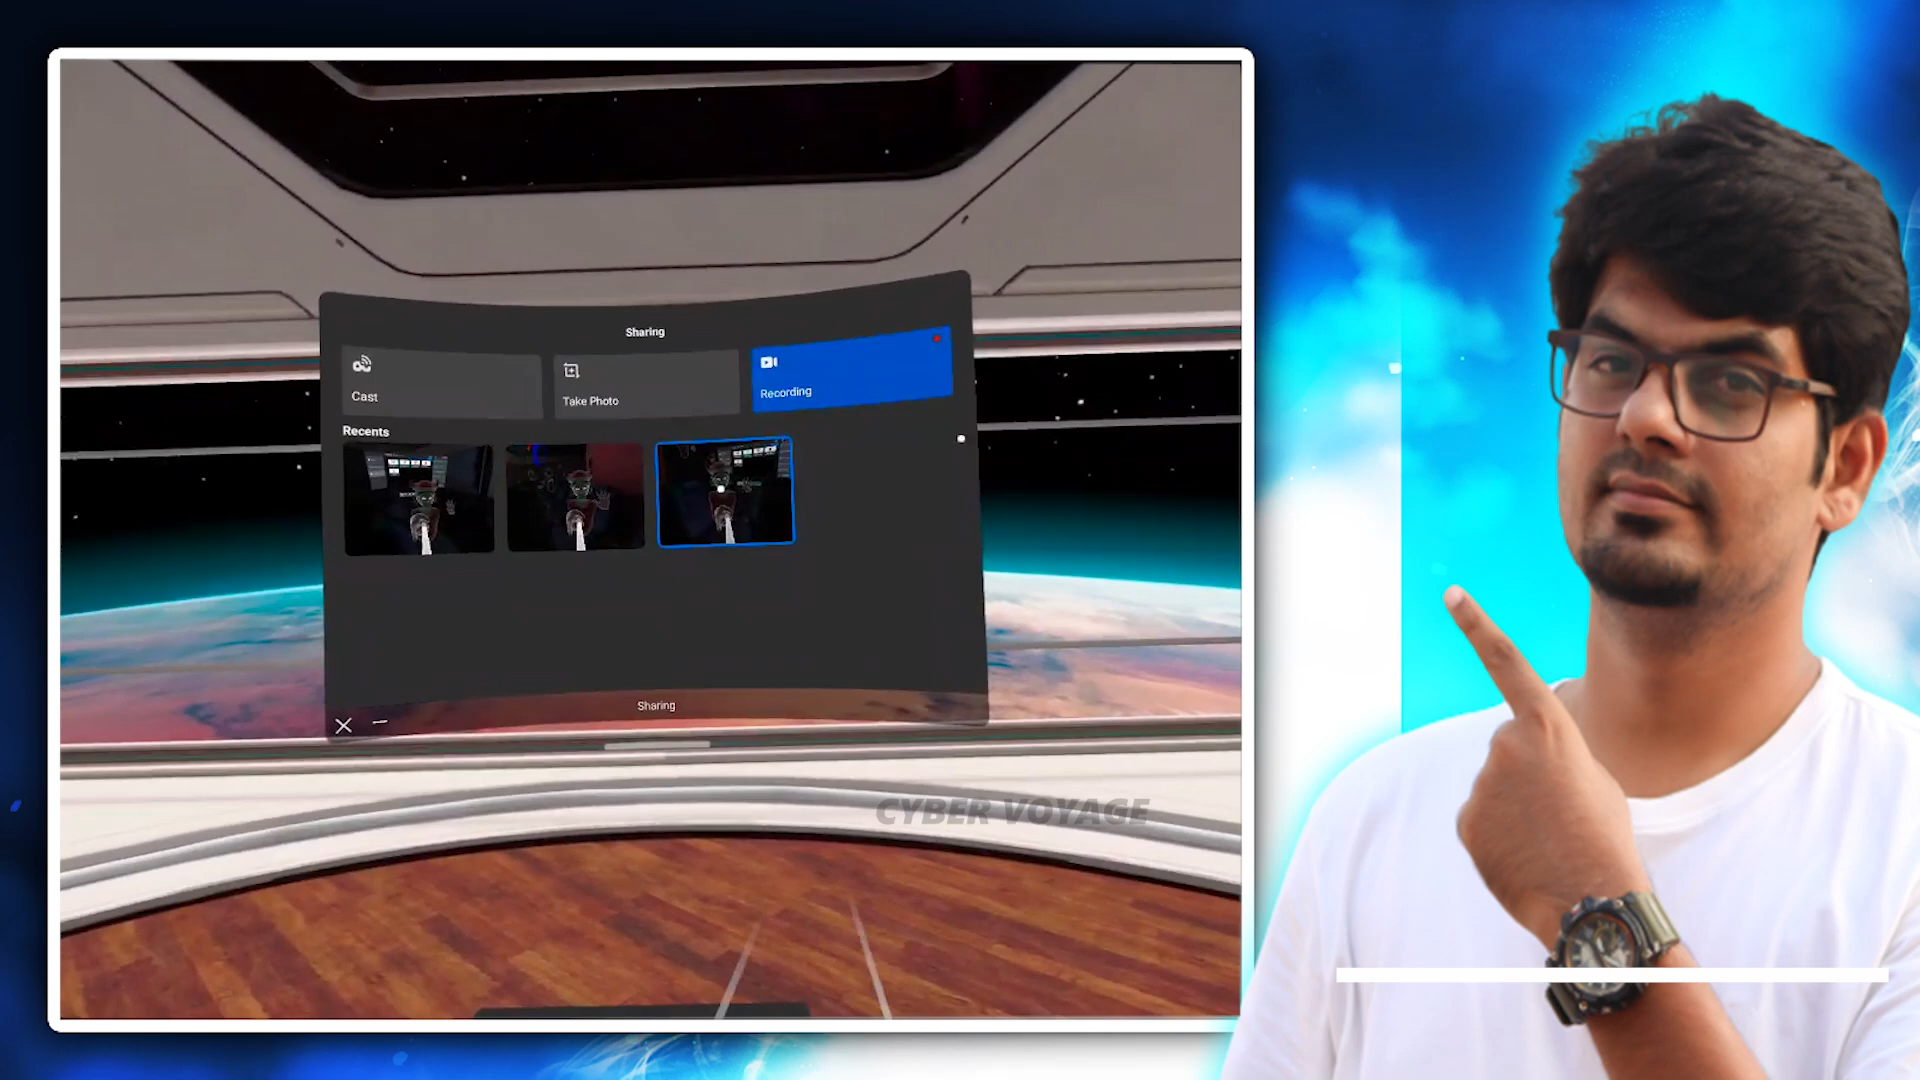 Sharing
Cast
Take Photo
Recording
Recents
Sharing
CYBER VOYAGE